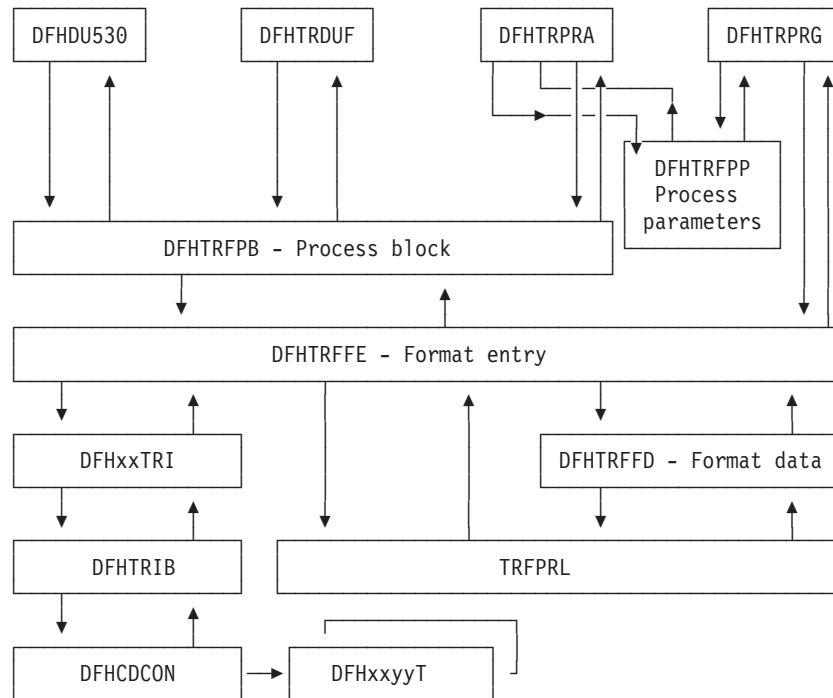 DFHDU530
DFHTRDUF
DFHTRPRA
DFHTRPRG
DFHTRFPP
Process
parameters
DFHTRFPB - Process block
DFHTRFFE - Format entry
DFHxxTRI
DFHTRFFD - Format data
DFHTRIB
TRFPRL
DFHCDCON
DFHxxyyT